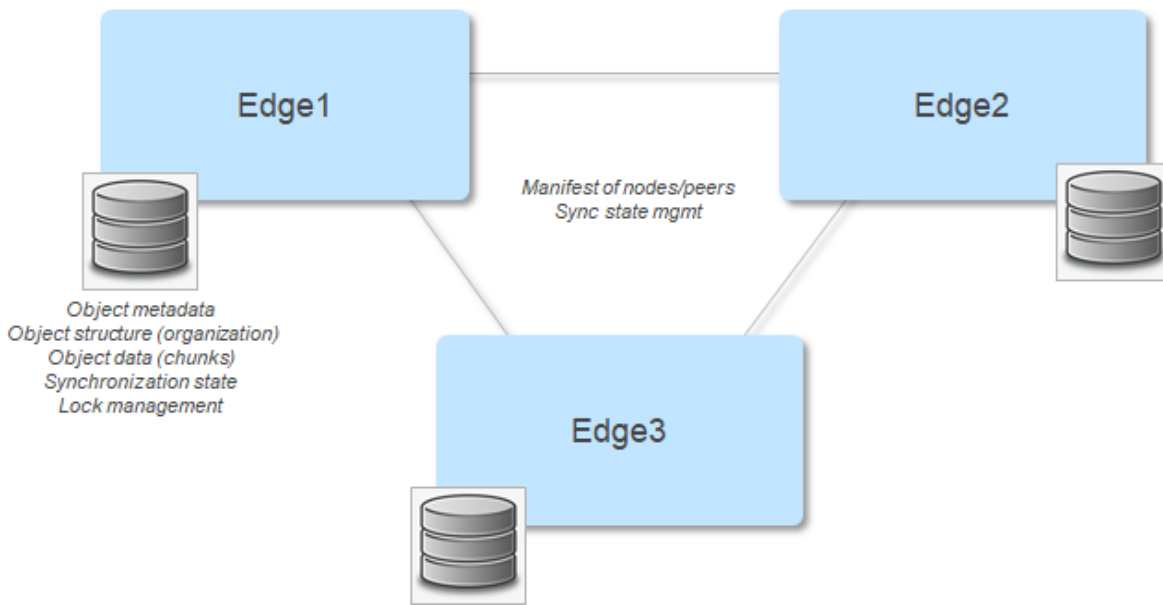 Edge1
Edge2
Manifest of nodes/peers
Sync state mgmt
Object metadata
Object structure (organization)
Object data (chunks)
Synchronization state
Lock management
Edge3